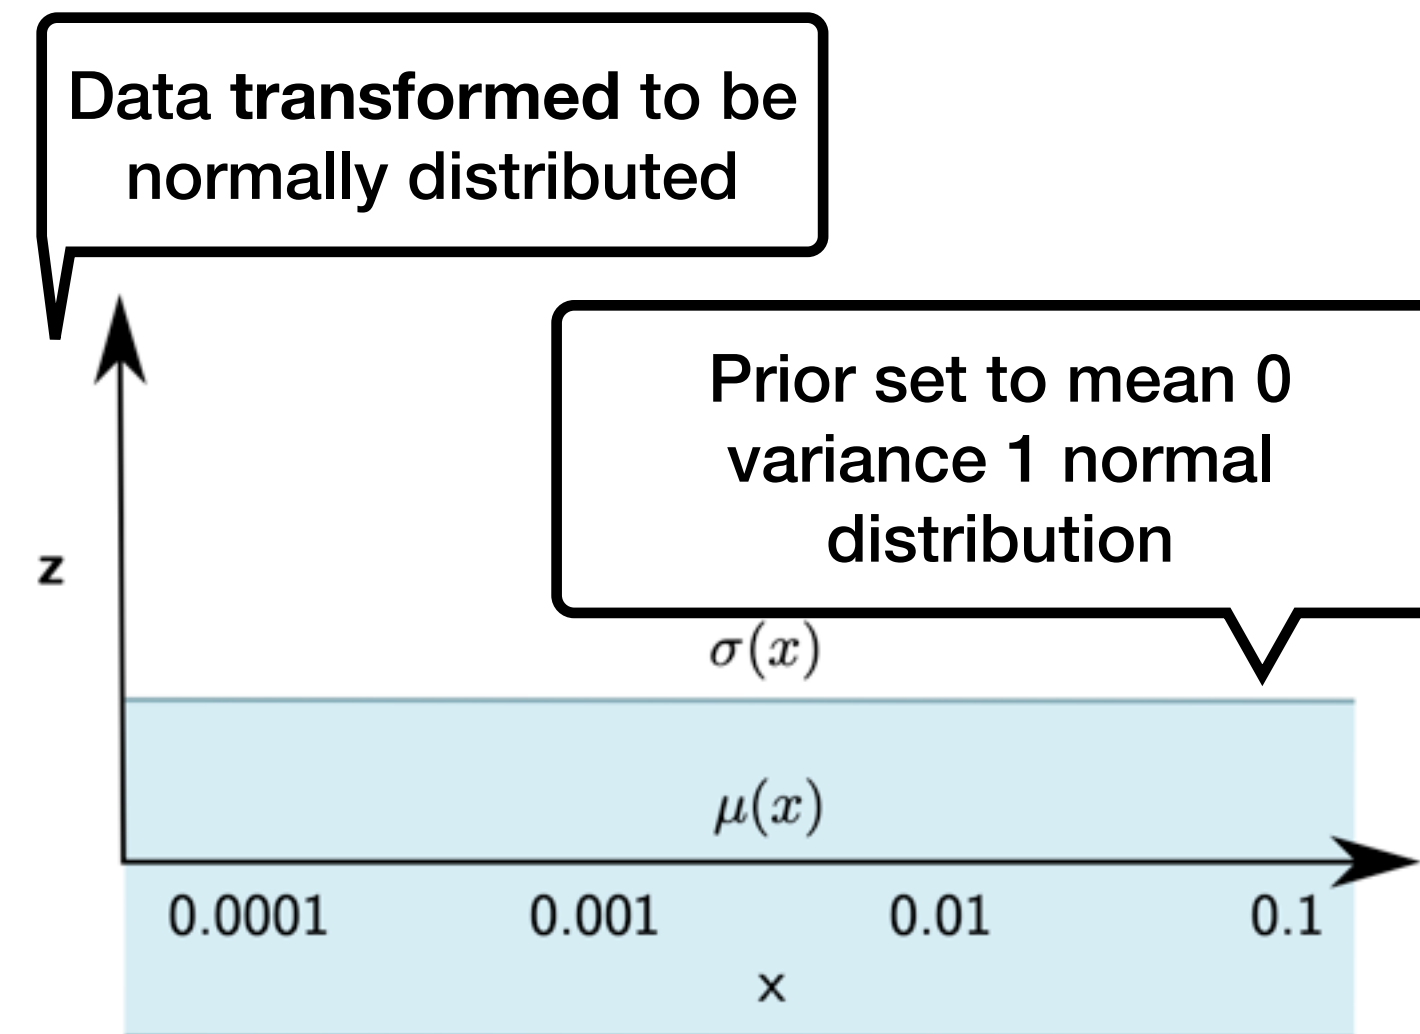 Data transformed to be
normally distributed
Prior set to mean 0
variance 1 normal
distribution
z
σ(x)
μ(x)
0.0001 0.001 0.01 0.1
x